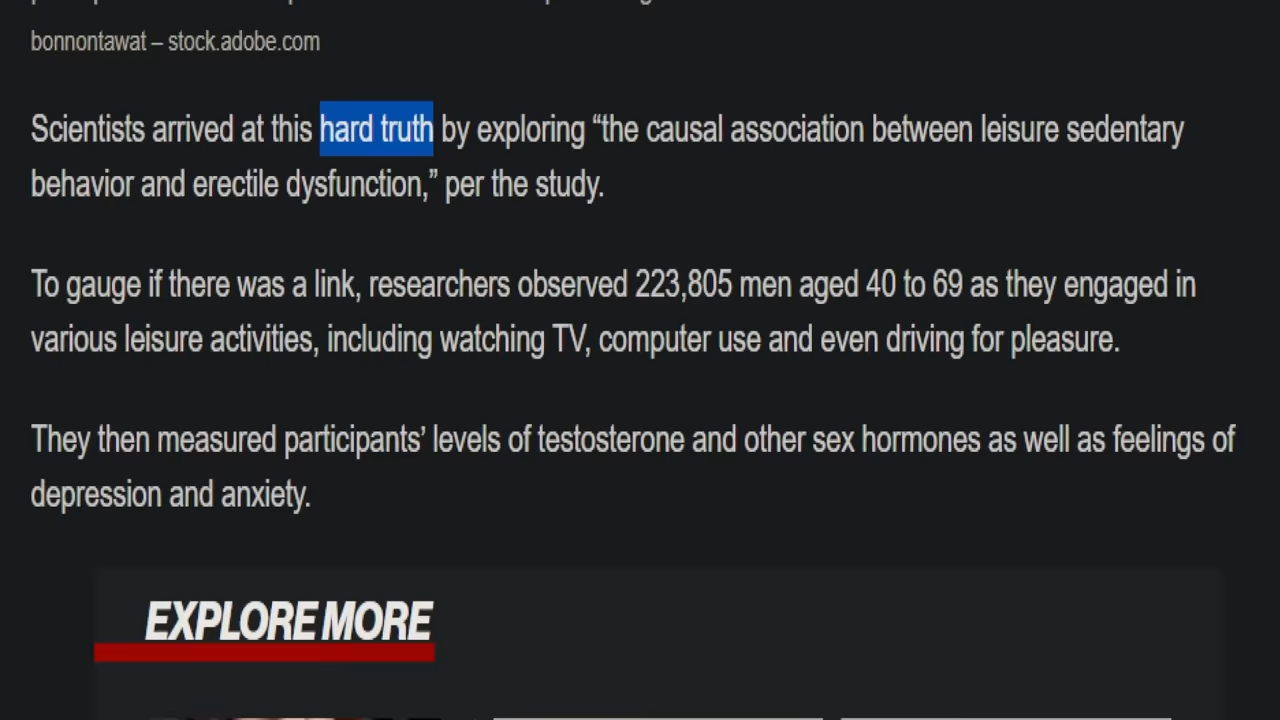 bonnontawat – stock.adobe.com
Scientists arrived at this hard truth by exploring “the causal association between leisure sedentary
behavior and erectile dysfunction,” per the study.
To gauge if there was a link, researchers observed 223,805 men aged 40 to 69 as they engaged in
various leisure activities, including watching TV, computer use and even driving for pleasure.
They then measured participants’ levels of testosterone and other sex hormones as well as feelings of
depression and anxiety.
EXPLORE MORE